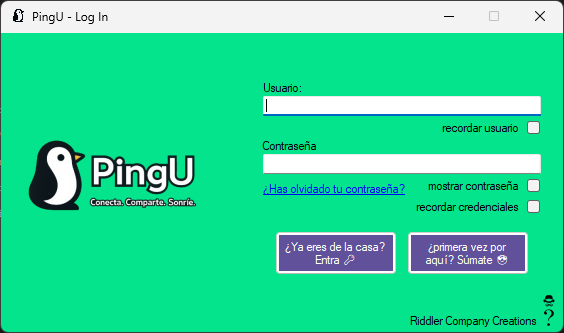 PingU - Log In
Usuario:
recordar usuario
Contraseña
¿Has olvidado tu contraseña?
mostrar contraseña
recordar credenciales
PingU
Conecta. Comparte. Sonríe.
¿Ya eres de la casa?
Entra 🔑
¿primera vez por
aquí? Súmate 😎
Riddler Company Creations ?